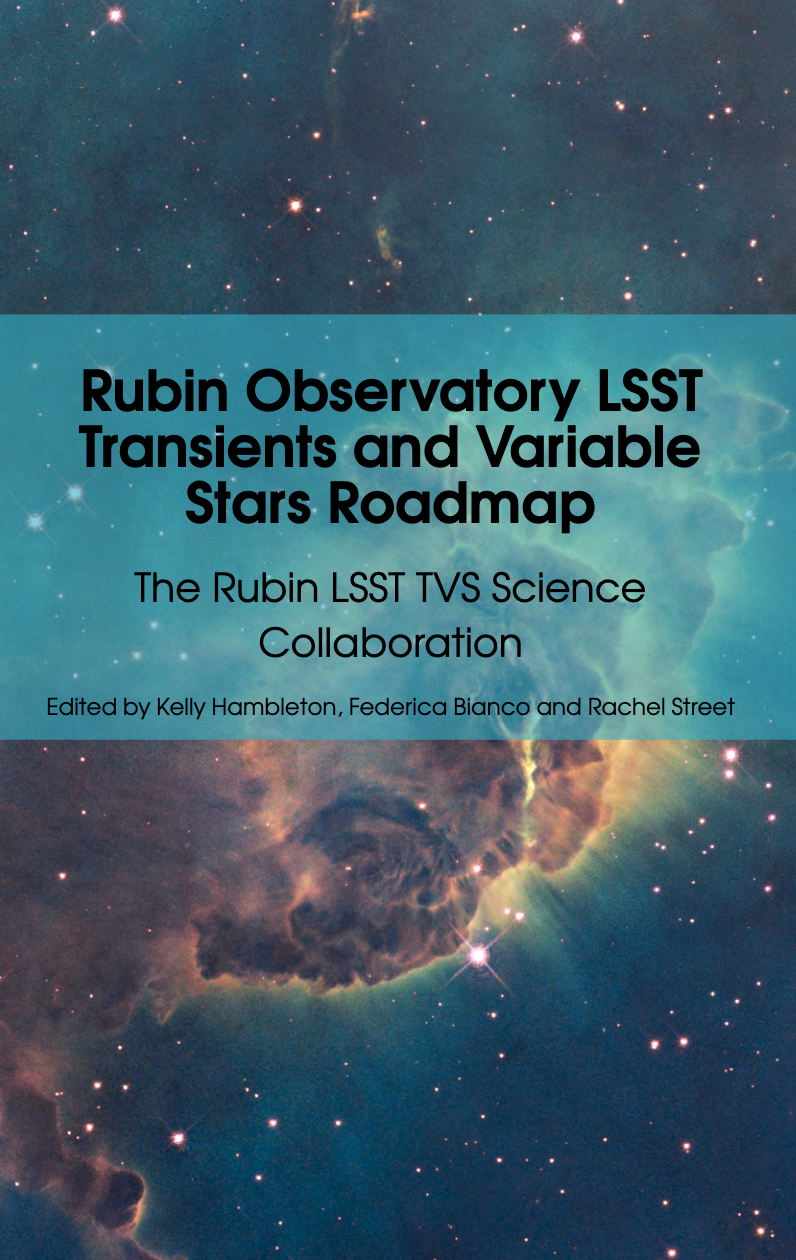 Rubin Observatory LSST
Transients and Variable
Stars Roadmap
The Rubin LSST TVS Science
Collaboration
Edited by Kelly Hambleton, Federica Bianco and Rachel Street